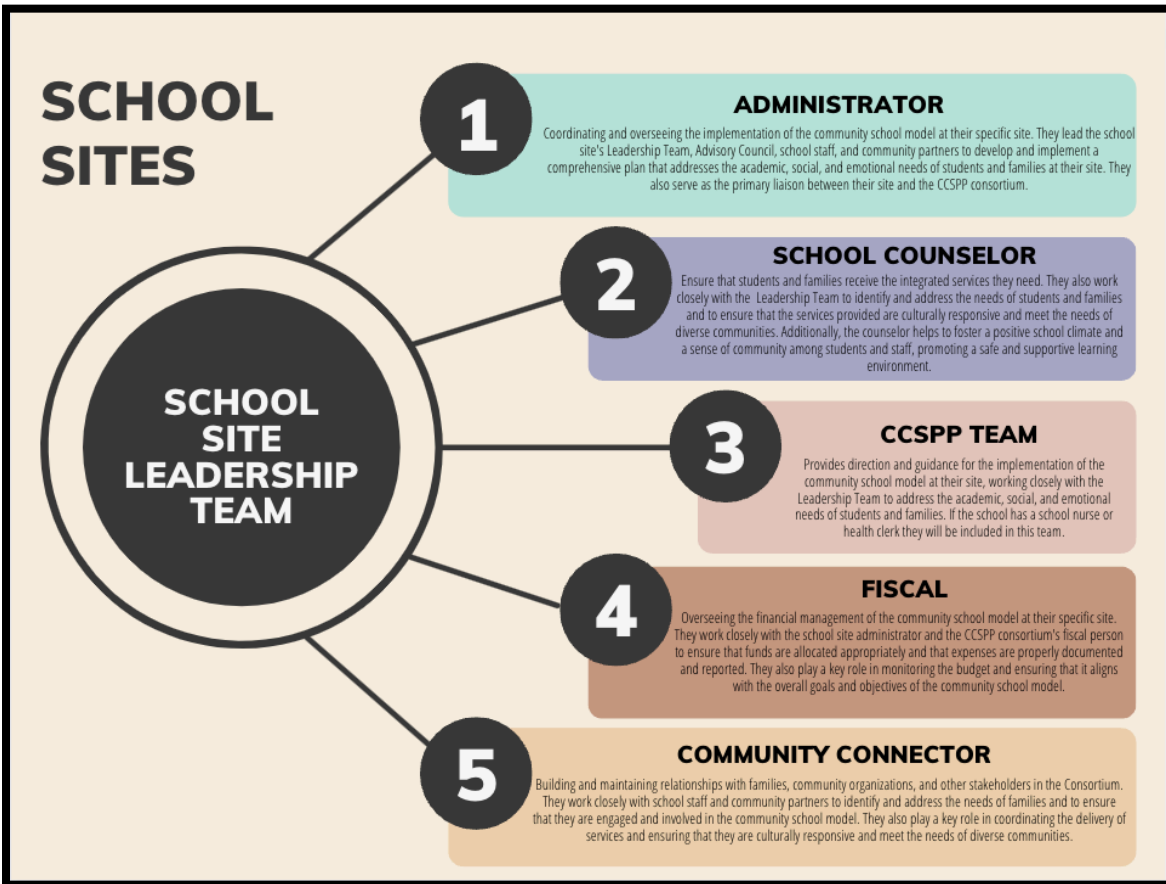 SCHOOL
SITES
SCHOOL
SITE
LEADERSHIP
TEAM
1
ADMINISTRATOR
Coordinating and overseeing the implementation of the community school model at their specific site. They lead the school
site's Leadership Team, Advisory Council, school staff, and community partners to develop and implement a
comprehensive plan that addresses the academic, social, and emotional needs of students and families at their site. They
also serve as the primary liaison between their site and the CCSPP consortium.
2
SCHOOL COUNSELOR
Ensure that students and families receive the integrated services they need. They also work
closely with the Leadership Team to identify and address the needs of students and families
and to ensure that the services provided are culturally responsive and meet the needs of
diverse communities. Additionally, the counselor helps to foster a positive school climate and
a sense of community among students and staff, promoting a safe and supportive learning
environment.
3
CCSPP TEAM
Provides direction and guidance for the implementation of the
community school model at their site, working closely with the
Leadership Team to address the academic, social, and emotional
needs of students and families. If the school has a school nurse or
health clerk they will be included in this team.
4
FISCAL
Overseeing the financial management of the community school model at their specific site.
They work closely with the school site administrator and the CCSPP consortium's fiscal person
to ensure that funds are allocated appropriately and that expenses are properly documented
and reported. They also play a key role in monitoring the budget and ensuring that it aligns
with the overall goals and objectives of the community school model.
5
COMMUNITY CONNECTOR
Building and maintaining relationships with families, community organizations, and other stakeholders in the Consortium.
They work closely with school staff and community partners to identify and address the needs of families and to ensure
that they are engaged and involved in the community school model. They also play a key role in coordinating the delivery of
services and ensuring that they are culturally responsive and meet the needs of diverse communities.